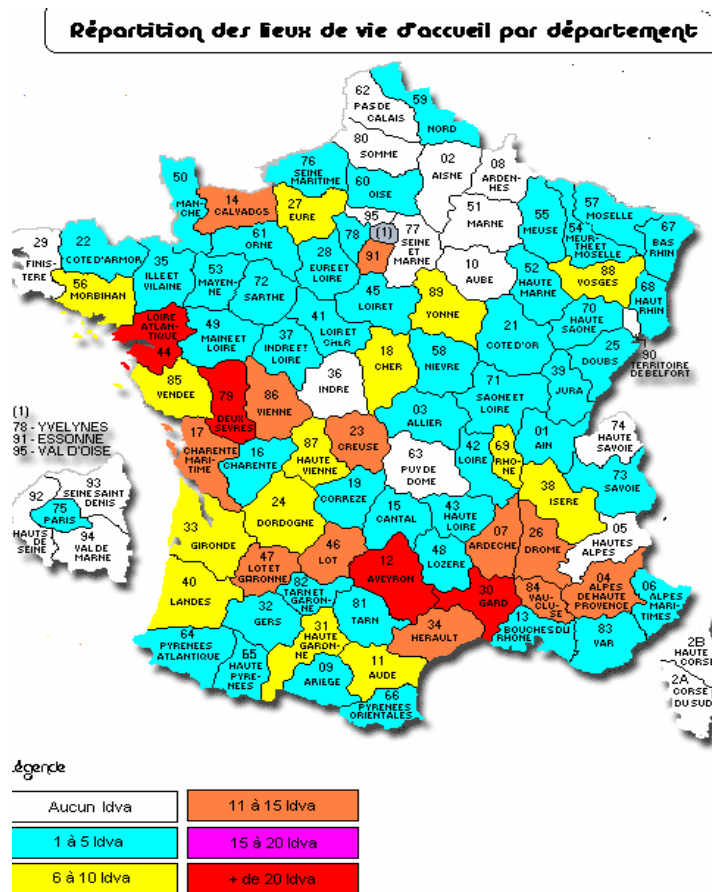 Répartition des lieux de vie d'accueil par département
62
PAS DE
CALAIS
59
NORD
80
SOMME
02
AISNE
08
ARDEN-
HES
76
SEINE
MARITIME
60
OISE
50
MAN-
CHE
14
CALVADOS
27
EURE
95
(1)
78
91
77
SEINE
ET
MARNE
51
MARNE
55
MEUSE
57
MOSELLE
54
MEUR-
THE ET
MOSELLE
67
BAS
RHIN
61
ORNE
29
FINIS-
TERE
22
COTE D'ARMOR
35
ILLE ET
VILAINE
53
MAYEN-
NE
28
EURE ET
LOIRE
10
AUBE
52
HAUTE
MARNE
88
VOSGES
68
HAUT
RHIN
56
MORBIHAN
72
SARTHE
45
LOIRET
89
YONNE
70
HAUTE
SAONE
LOIRE
ATLAN-
TIQUE
44
49
MAINE ET
LOIRE
37
INDRE ET
LOIRE
41
LOIR ET
CHER
18
CHER
58
NIEVRE
21
COTE D'OR
25
DOUBS
90
TERRITOIRE
DE BELFORT
39
JURA
85
VENDEE
79
DEUX
SEVRES
86
VIENNE
36
INDRE
71
SAONE ET
LOIRE
03
ALLIER
(1)
78 - YVELYNES
91 - ESSONNE
95 - VAL D'OISE
17
CHARENTE
MARI-
TIME
16
CHARENTE
87
HAUTE
VIENNE
23
CREUSE
63
PUY DE
DOME
42
LOIRE
69
RHO-
NE
01
AIN
74
HAUTE
SAVOIE
73
SAVOIE
92
93
SEINE SAINT
DENIS
75
PARIS
HAUTS
DE
SEINE
94
VAL DE
MARNE
19
CORREZE
24
DORDOGNE
33
GIRONDE
15
CANTAL
43
HAUTE
LOIRE
38
ISERE
05
HAUTES
ALPES
07
ARDECHE
26
DROME
40
LANDES
47
LOT ET
GARONNE
46
LOT
12
AVEYRON
48
LOZERE
30
GARD
84
VAU-
CLU-
SE
04
ALPES
DE HAUTE
PROVENCE
06
ALPES
MARI-
TIMES
82
TARN ET
GARON-
NE
32
GERS
81
TARN
34
HERAULT
13
BOUCHES DU
RHONE
83
VAR
64
PYRENEES
ATLANTIQUE
65
HAUTE
PYRE-
NEES
31
HAUTE
GARON-
NE
09
ARIEGE
11
AUDE
66
PYRENEES
ORIENTALES
2B
HAUTE
CORSE
2A
CORSE
DU SUD
Légende
Aucun ldva
11 à 15 ldva
1 à 5 ldva
15 à 20 ldva
6 à 10 ldva
+ de 20 ldva